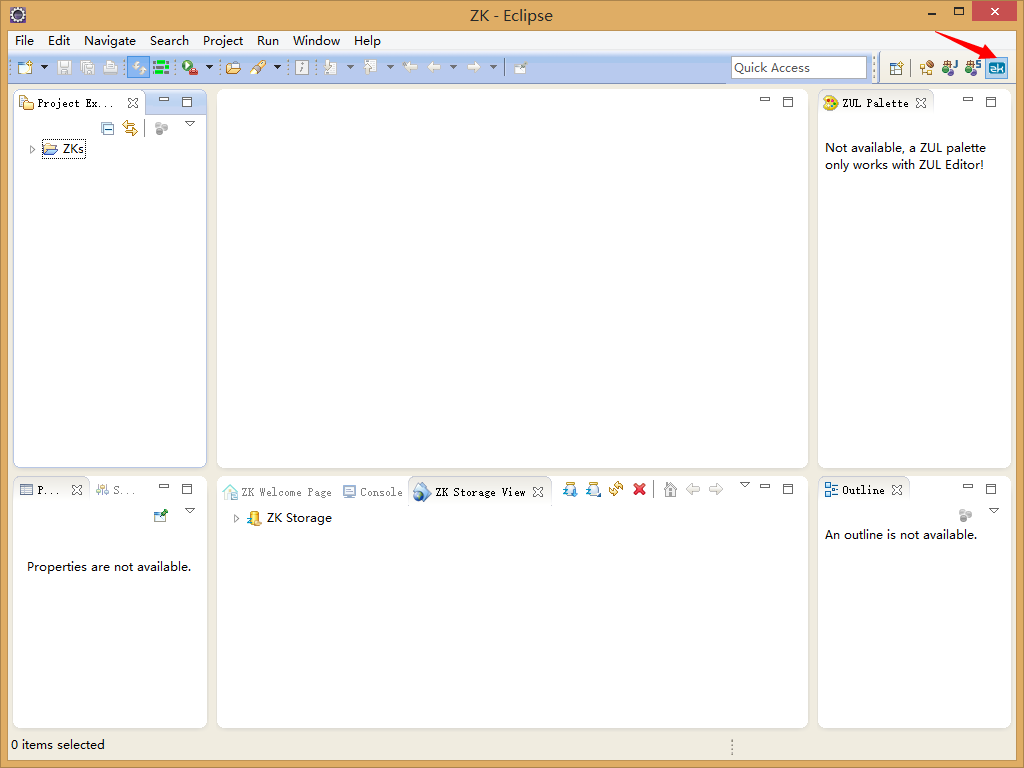 ZK - Eclipse
File Edit Navigate Search Project Run Window Help
Quick Access
J
5
zk
Project Ex...
ZKs
ZUL Palette
Not available, a ZUL palette
only works with ZUL Editor!
P...
S...
Properties are not available.
ZK Welcome Page
Console
ZK Storage View
ZK Storage
Outline
An outline is not available.
0 items selected